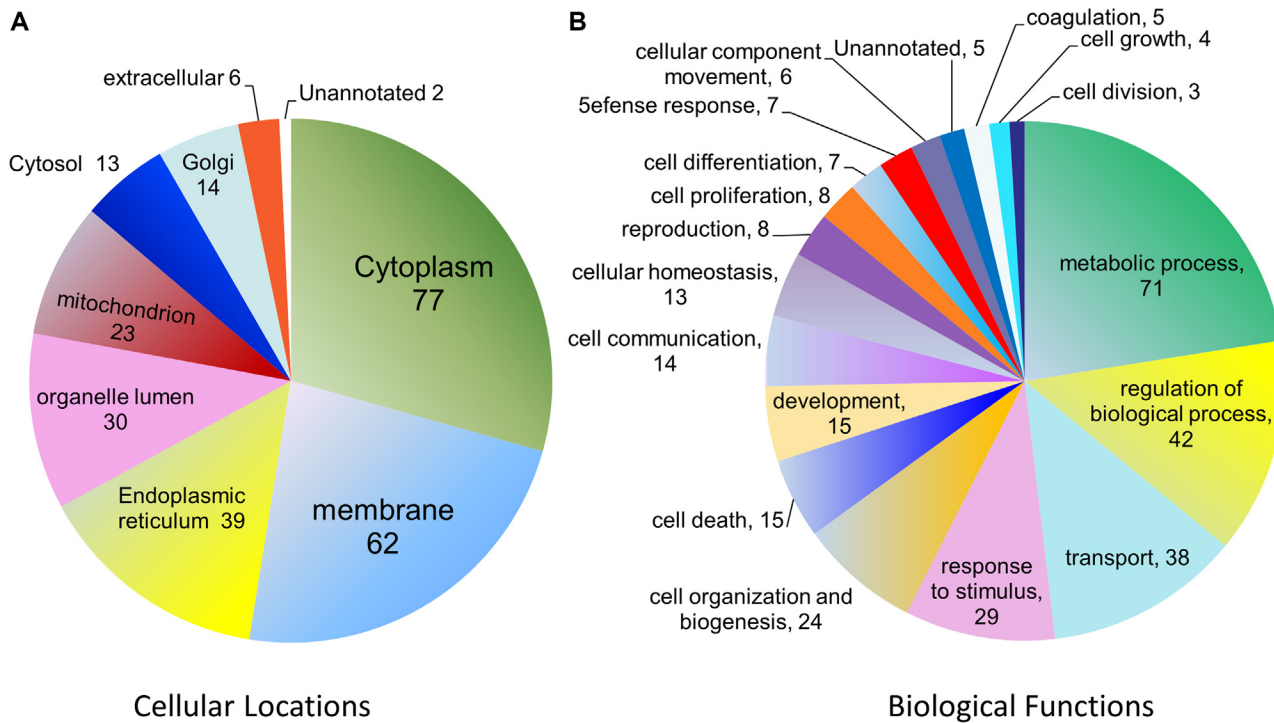 A
extracellular 6
Unannotated 2
Cytosol 13
Golgi
14
Cytoplasm
77
mitochondrion
23
organelle lumen
30
Endoplasmic
reticulum 39
membrane
62
Cellular Locations
B
coagulation, 5
cell growth, 4
cellular component
movement, 6
Unannotated, 5
5efense response, 7
cell division, 3
cell differentiation, 7
cell proliferation, 8
reproduction, 8
cellular homeostasis,
13
cell communication,
14
metabolic process,
71
regulation of
biological process,
42
development,
15
cell death, 15
transport, 38
response
to stimulus,
29
cell organization and
biogenesis, 24
Biological Functions